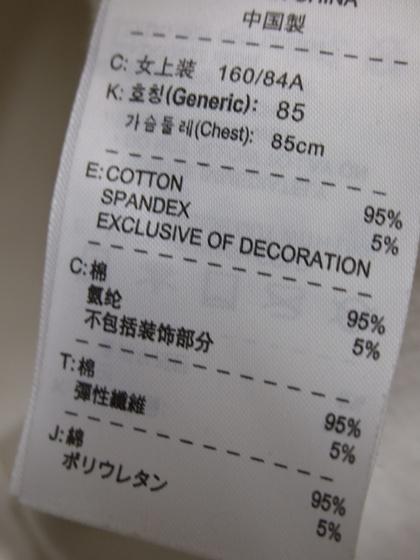 CHINA
中国製
C: 女上装 160/84A
K: 호칭(Generic): 85
가슴둘레(Chest): 85cm
E: COTTON 95%
SPANDEX 5%
EXCLUSIVE OF DECORATION
C: 棉 95%
氨纶 5%
不包括装饰部分
T: 棉 95%
彈性纖維 5%
J: 綿 95%
ポリウレタン 5%